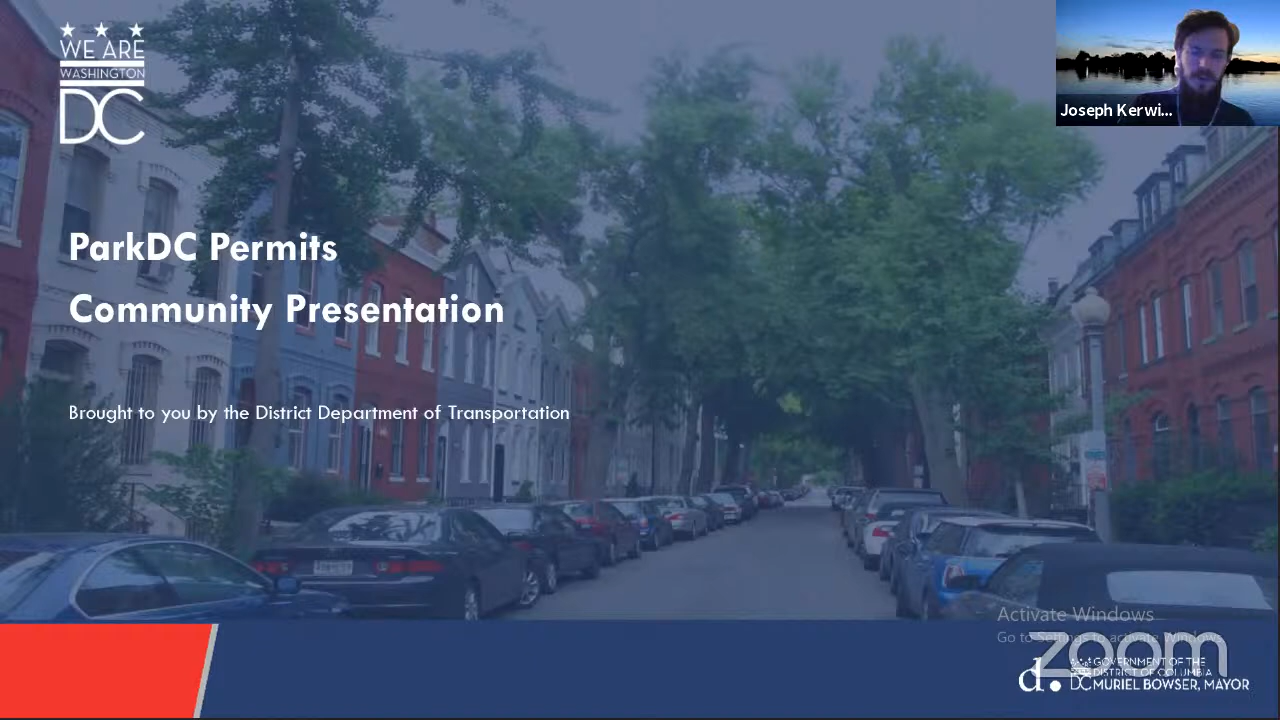 WE ARE
WASHINGTON
DC
Joseph Kerwi...
ParkDC Permits
Community Presentation
Brought to you by the District Department of Transportation
Activate Windows
Go to Settings to activate Windows.
zoom
d.
GOVERNMENT OF THE
DISTRICT OF COLUMBIA
DC MURIEL BOWSER, MAYOR